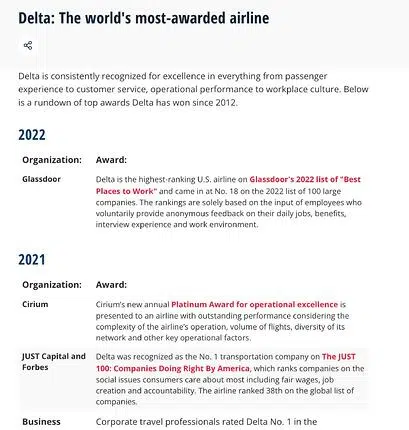 Delta: The world's most-awarded airline
Delta is consistently recognized for excellence in everything from passenger
experience to customer service, operational performance to workplace culture. Below
is a rundown of top awards Delta has won since 2012.
2022
Organization: Award:
Glassdoor Delta is the highest-ranking U.S. airline on Glassdoor's 2022 list of "Best
Places to Work" and came in at No. 18 on the 2022 list of 100 large
companies. The rankings are solely based on the input of employees who
voluntarily provide anonymous feedback on their daily jobs, benefits,
interview experience and work environment.
2021
Organization: Award:
Cirium Cirium's new annual Platinum Award for operational excellence is
presented to an airline with outstanding performance considering the
complexity of the airline's operation, volume of flights, diversity of its
network and other key operational factors.
JUST Capital and Delta was recognized as the No. 1 transportation company on The JUST
Forbes 100: Companies Doing Right By America, which ranks companies on the
social issues consumers care about most including fair wages, job
creation and accountability. The airline ranked 38th on the global list of
companies.
Business Corporate travel professionals rated Delta No. 1 in the